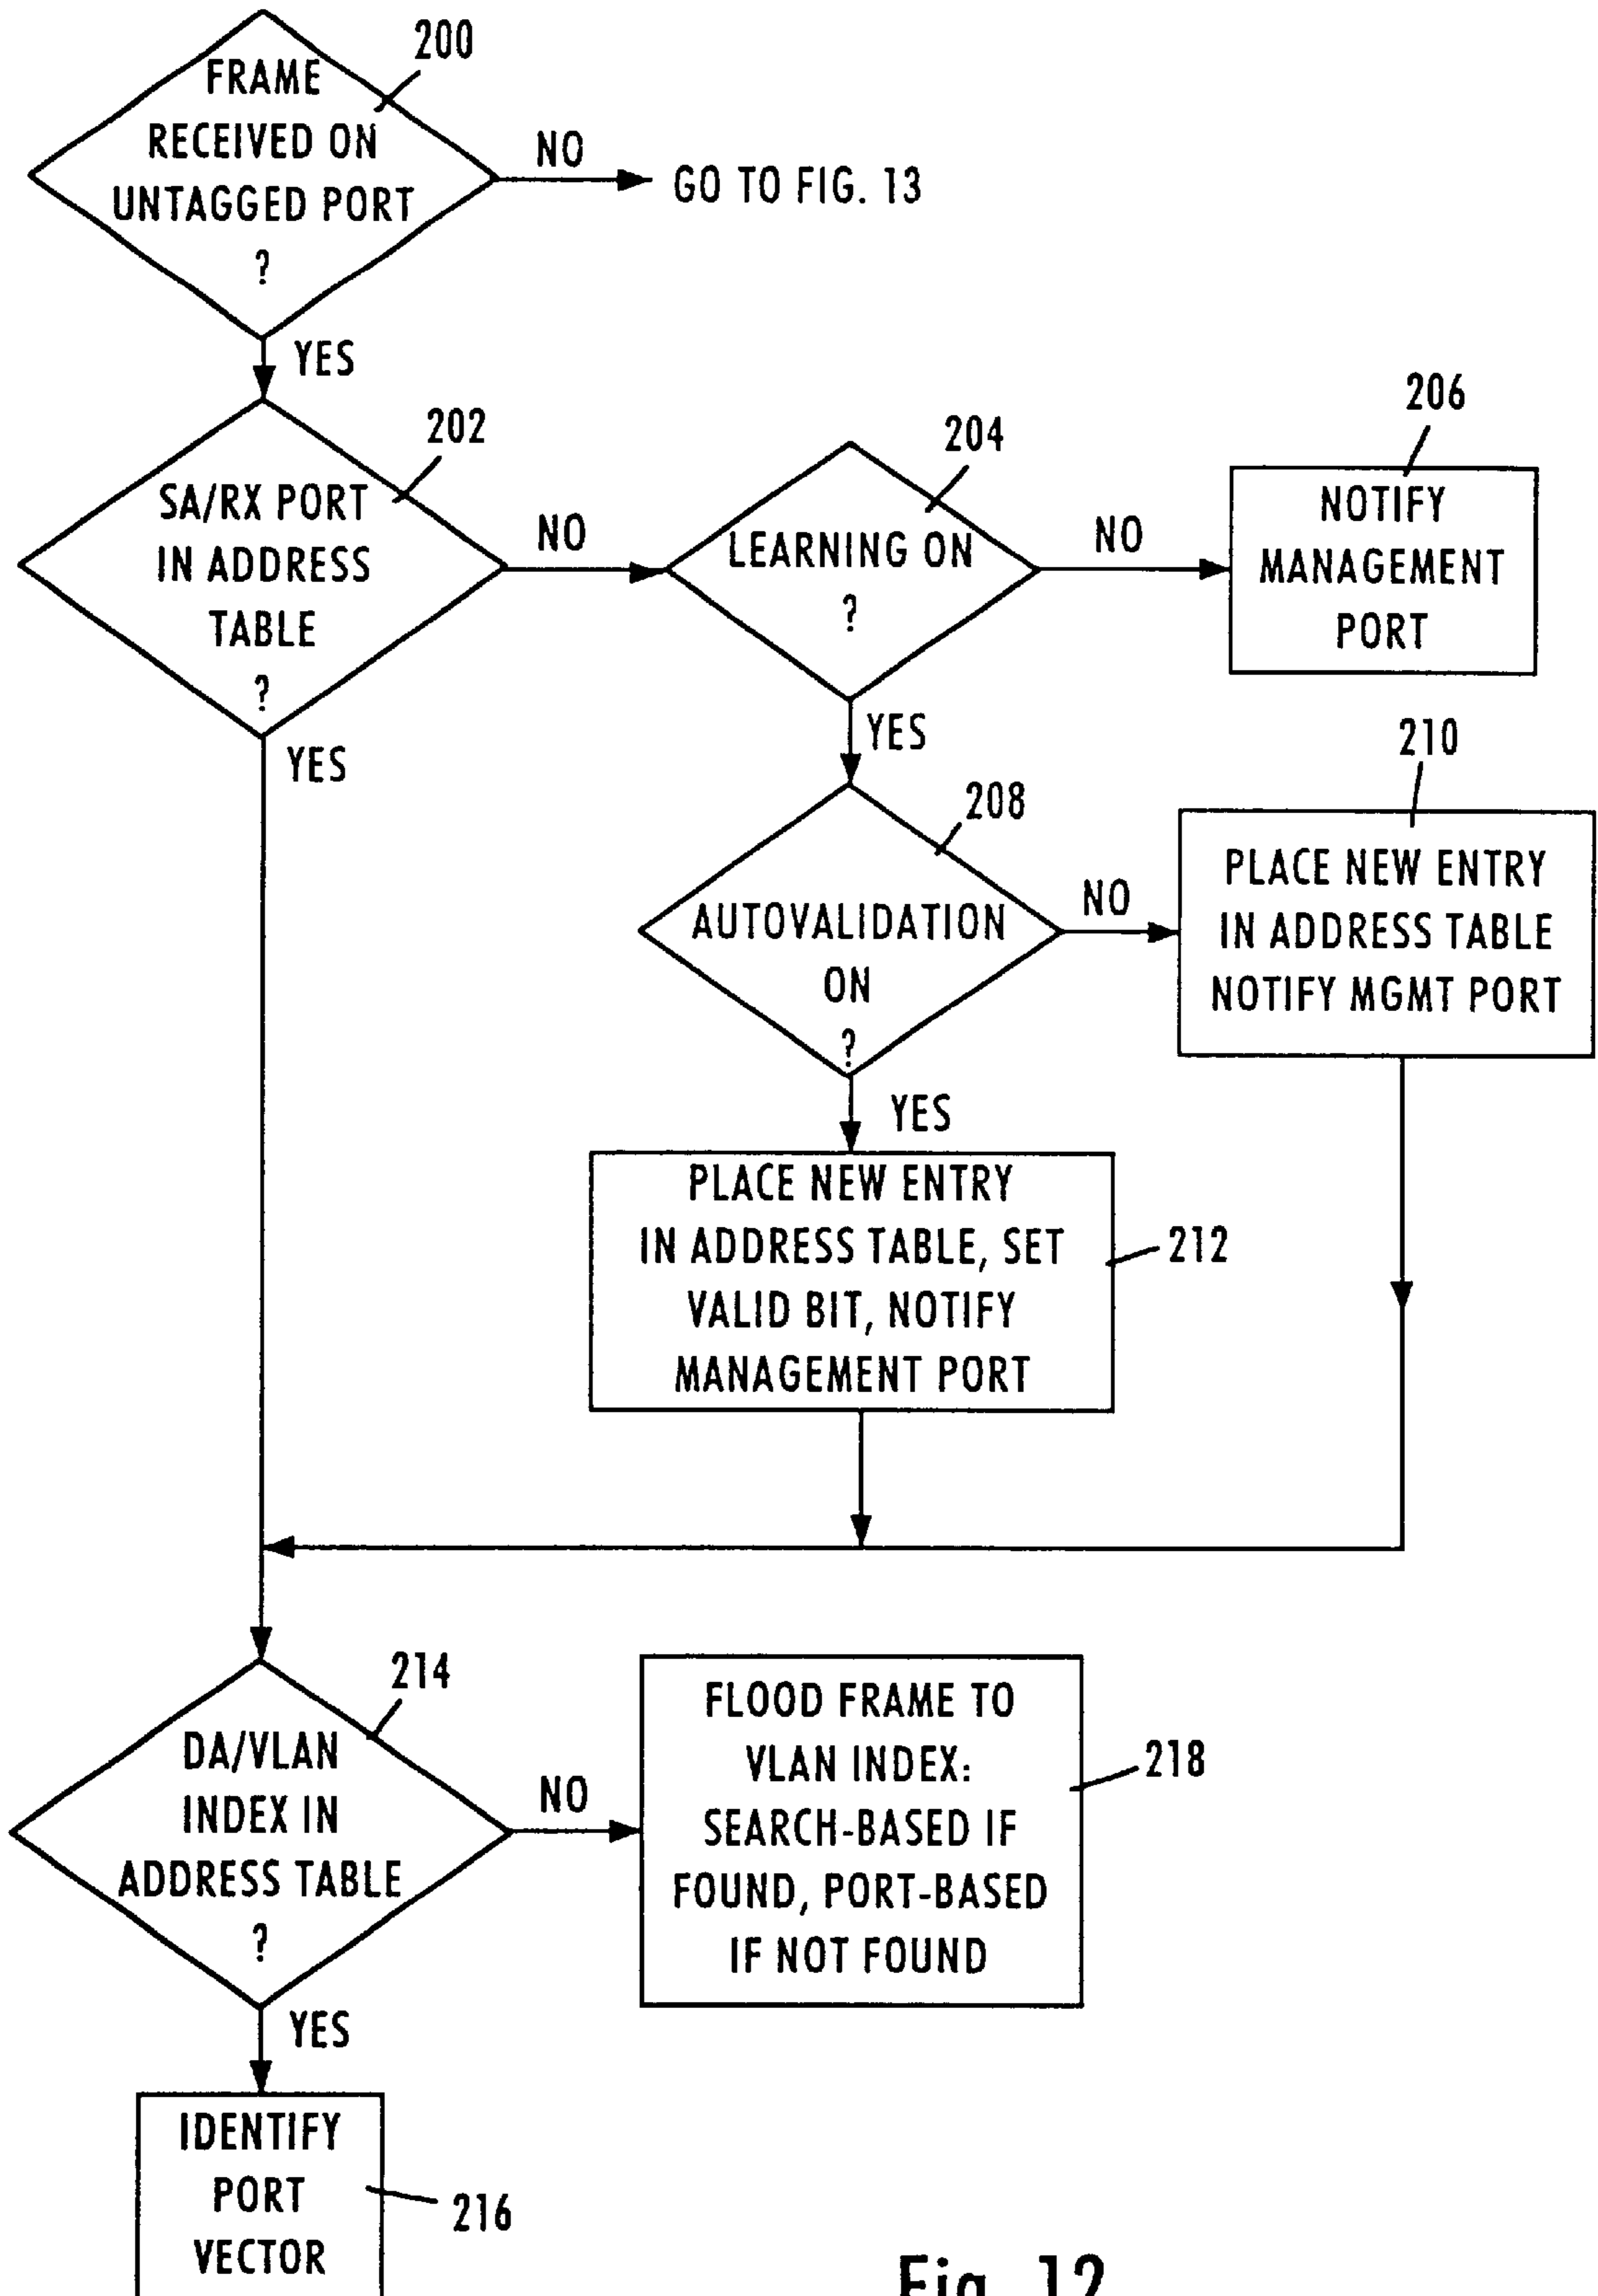 200
FRAME
RECEIVED ON
UNTAGGED PORT
?
NO
GO TO FIG. 13
YES
202
SA/RX PORT
IN ADDRESS
TABLE
?
NO
YES
204
LEARNING ON
?
NO
YES
206
NOTIFY
MANAGEMENT
PORT
208
AUTOVALIDATION
ON
?
NO
YES
210
PLACE NEW ENTRY
IN ADDRESS TABLE
NOTIFY MGMT PORT
PLACE NEW ENTRY
IN ADDRESS TABLE, SET
VALID BIT, NOTIFY
MANAGEMENT PORT
212
214
DA/VLAN
INDEX IN
ADDRESS TABLE
?
NO
YES
FLOOD FRAME TO
VLAN INDEX:
SEARCH-BASED IF
FOUND, PORT-BASED
IF NOT FOUND
218
IDENTIFY
PORT
VECTOR
216
Fig. 12